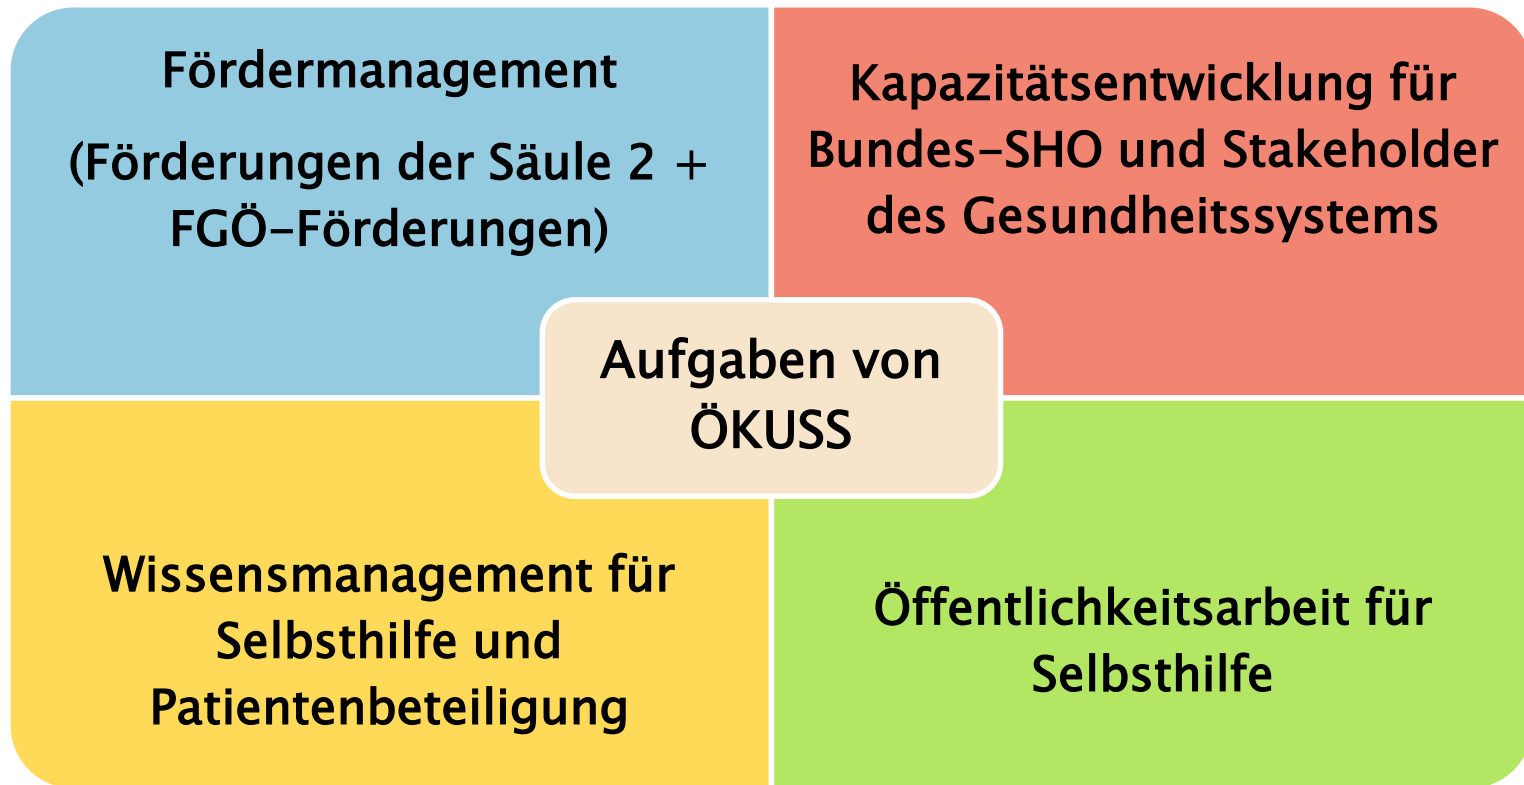 Fördermanagement
(Förderungen der Säule 2 +
FGÖ–Förderungen)
Kapazitätsentwicklung für
Bundes–SHO und Stakeholder
des Gesundheitssystems
Aufgaben von
ÖKUSS
Wissensmanagement für
Selbsthilfe und
Patientenbeteiligung
Öffentlichkeitsarbeit für
Selbsthilfe